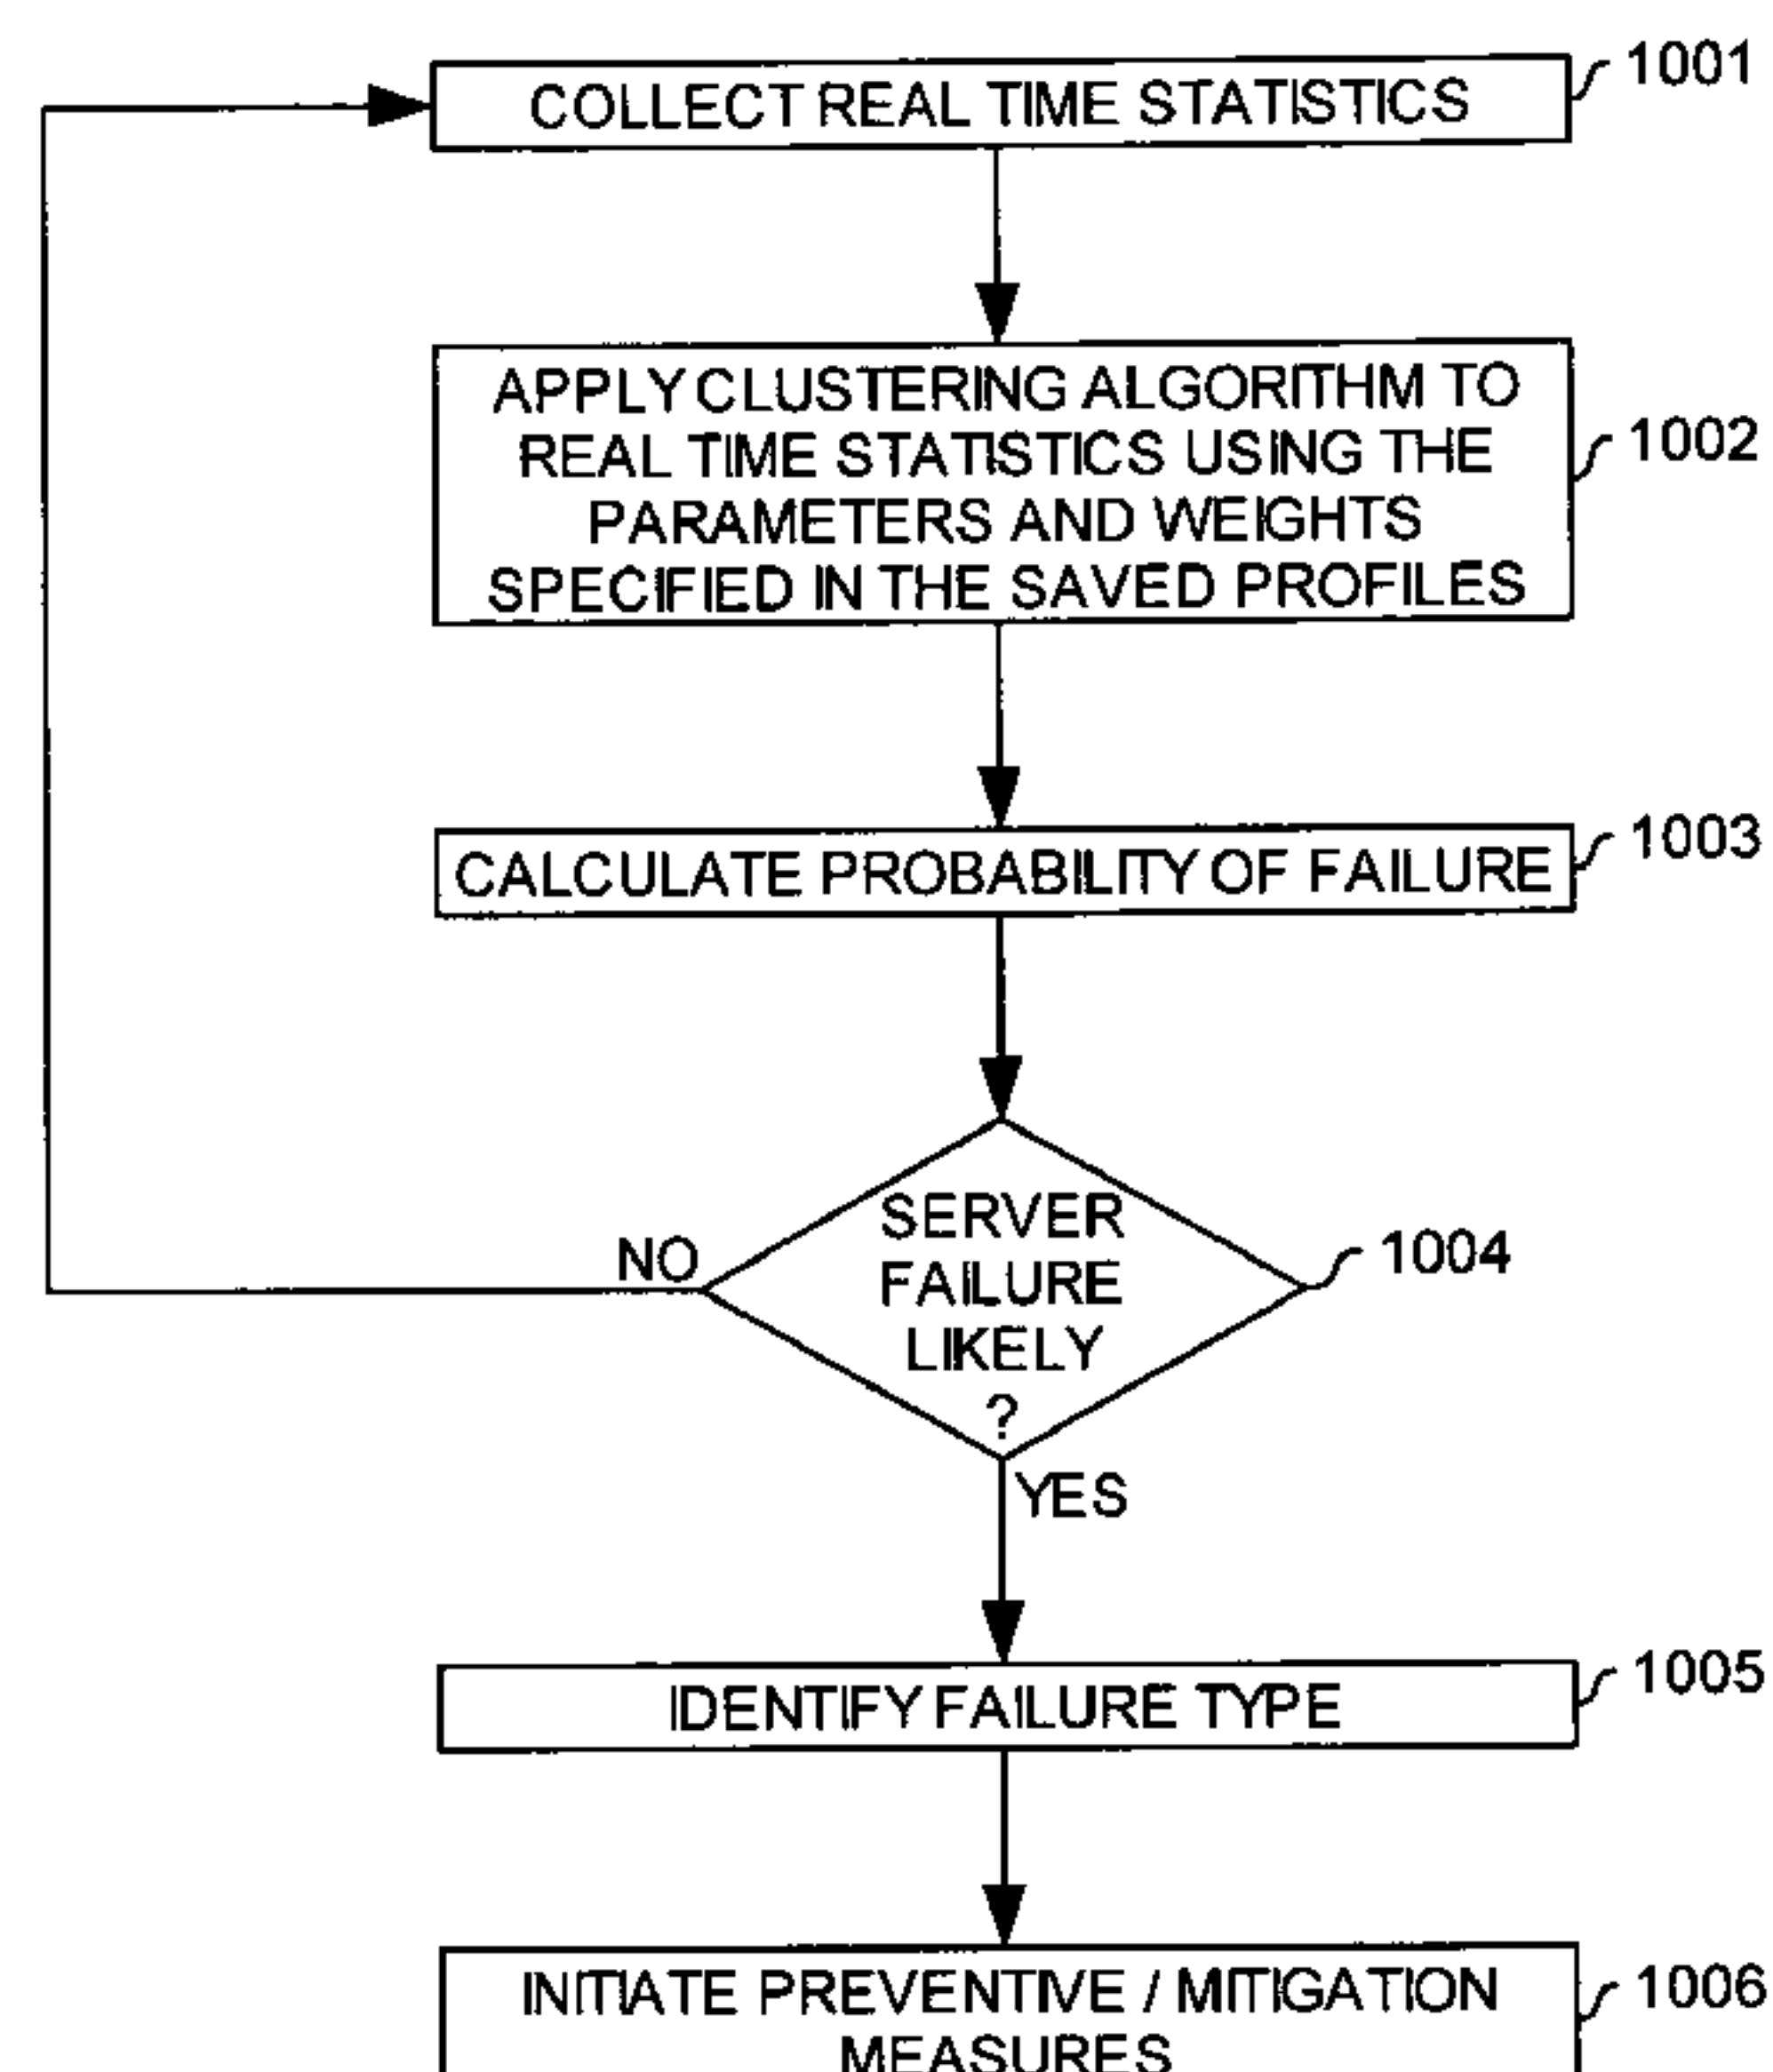 COLLECT REAL TIME STATISTICS
1001
APPLY CLUSTERING ALGORITHM TO
REAL TIME STATISTICS USING THE
PARAMETERS AND WEIGHTS
SPECIFIED IN THE SAVED PROFILES
1002
CALCULATE PROBABILITY OF FAILURE
1003
SERVER
FAILURE
LIKELY
?
1004
NO
YES
IDENTIFY FAILURE TYPE
1005
INITIATE PREVENTIVE / MITIGATION
MEASURES
1006